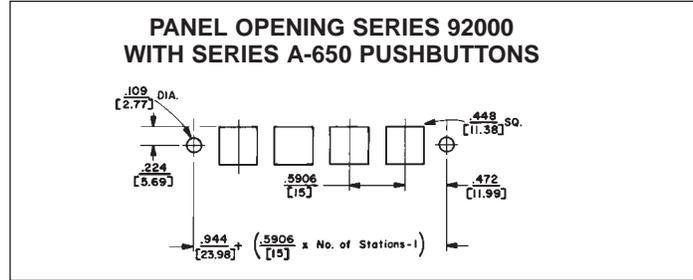 PANEL OPENING SERIES 92000
WITH SERIES A-650 PUSHBUTTONS
.109
[2.77]
DIA.
.448
[11.38]
SQ.
.224
[5.69]
.5906
[15]
.472
[11.99]
.944
[23.98]
+ ( .5906
[15]
x No. of Stations-1 )